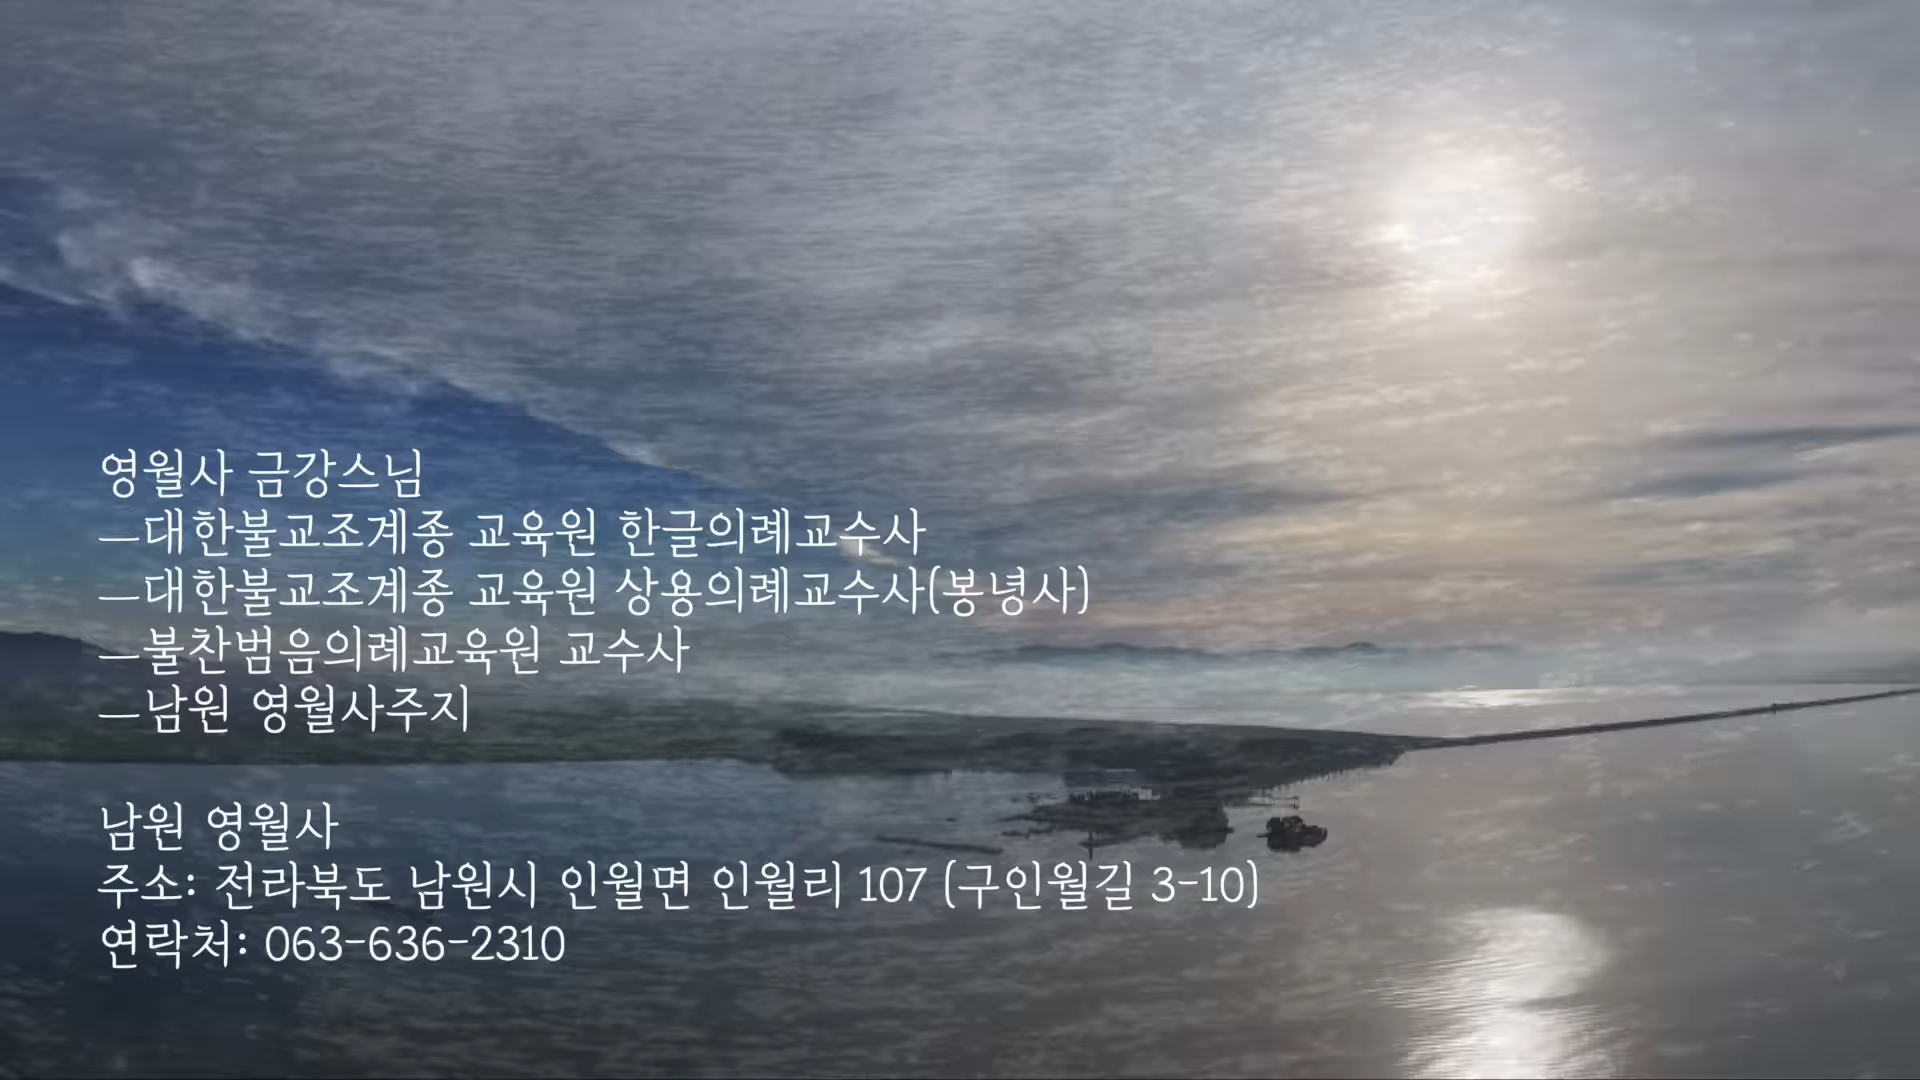 영월사 금강스님
–대한불교조계종 교육원 한글의례교수사
–대한불교조계종 교육원 상용의례교수사(봉녕사)
–불찬범음의례교육원 교수사
–남원 영월사주지
남원 영월사
주소: 전라북도 남원시 인월면 인월리 107 (구인월길 3-10)
연락처: 063-636-2310